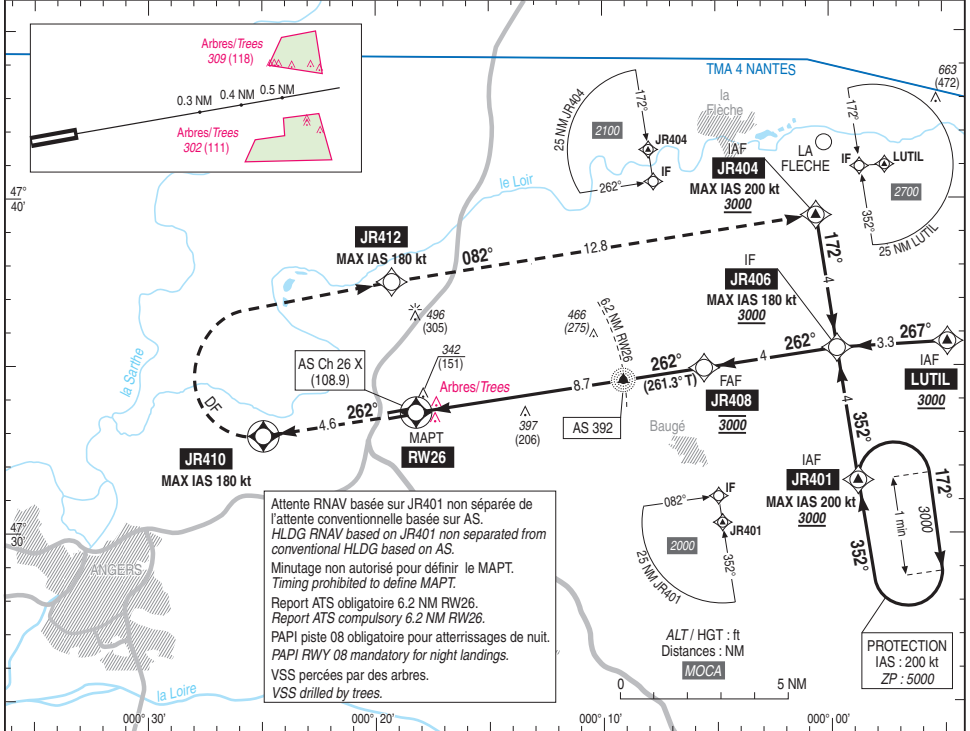 Arbres/Trees
309 (118)
0.3 NM
0.4 NM
0.5 NM
Arbres/Trees
302 (111)
TMA 4 NANTES
663
(472)
25 NM JR404
172°
2100
JR404
IF
262°
la
Flèche
LA
FLECHE
172°
IF
LUTIL
2700
352°
25 NM LUTIL
IAF
JR404
MAX IAS 200 kt
3000
le Loir
47°
40'
JR412
MAX IAS 180 kt
082°
12.8
172°
4
IF
JR406
MAX IAS 180 kt
3000
la Sarthe
496
(305)
466
(275)
6.2 NM RW26
342
(151)
AS Ch 26 X
(108.9)
Arbres/Trees
262°
4
262°
(261.3° T)
267°
3.3
IAF
LUTIL
3000
8.7
FAF
JR408
3000
DF
262°
4.6
MAPT
RW26
AS 392
397
(206)
Baugé
4
352°
JR410
MAX IAS 180 kt
IAF
JR401
MAX IAS 200 kt
3000
352°
172°
3000
1 min
082°
IF
JR401
2000
352°
25 NM JR401
47°
30'
ANGERS
la Loire
Attente RNAV basée sur JR401 non séparée de
l'attente conventionnelle basée sur AS.
HLDG RNAV based on JR401 non separated from
conventional HLDG based on AS.
Minutage non autorisé pour définir le MAPT.
Timing prohibited to define MAPT.
Report ATS obligatoire 6.2 NM RW26.
Report ATS compulsory 6.2 NM RW26.
PAPI piste 08 obligatoire pour atterrissages de nuit.
PAPI RWY 08 mandatory for night landings.
VSS percées par des arbres.
VSS drilled by trees.
ALT / HGT : ft
Distances : NM
MOCA
0
5 NM
PROTECTION
IAS : 200 kt
ZP : 5000
000° 30'
000° 20'
000° 10'
000° 00'